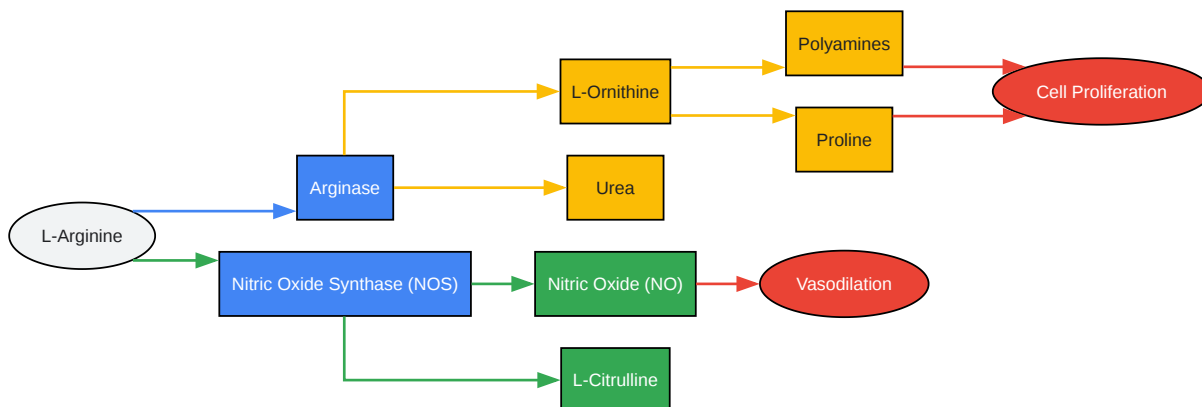 Polyamines
L-Ornithine
Cell Proliferation
Proline
Arginase
Urea
L-Arginine
Nitric Oxide Synthase (NOS)
Nitric Oxide (NO)
Vasodilation
L-Citrulline